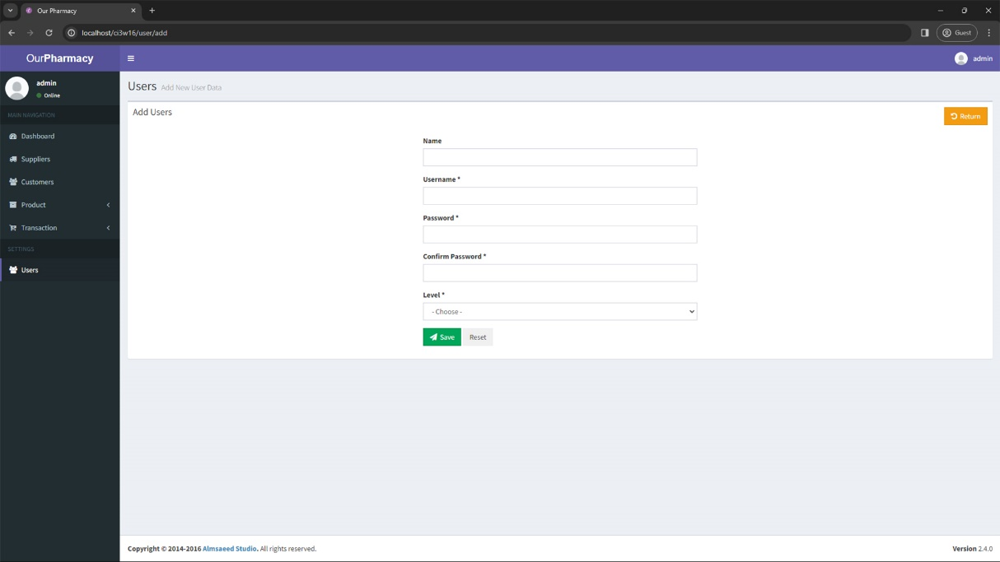 Our Pharmacy
localhost/ci3w16/user/add
Guest
OurPharmacy
admin
admin
Online
MAIN NAVIGATION
Dashboard
Suppliers
Customers
Product
Transaction
SETTINGS
Users
Users Add New User Data
Add Users
Return
Name
Username *
Password *
Confirm Password *
Level *
- Choose -
Save
Reset
Copyright © 2014-2016 Almsaeed Studio. All rights reserved.
Version 2.4.0